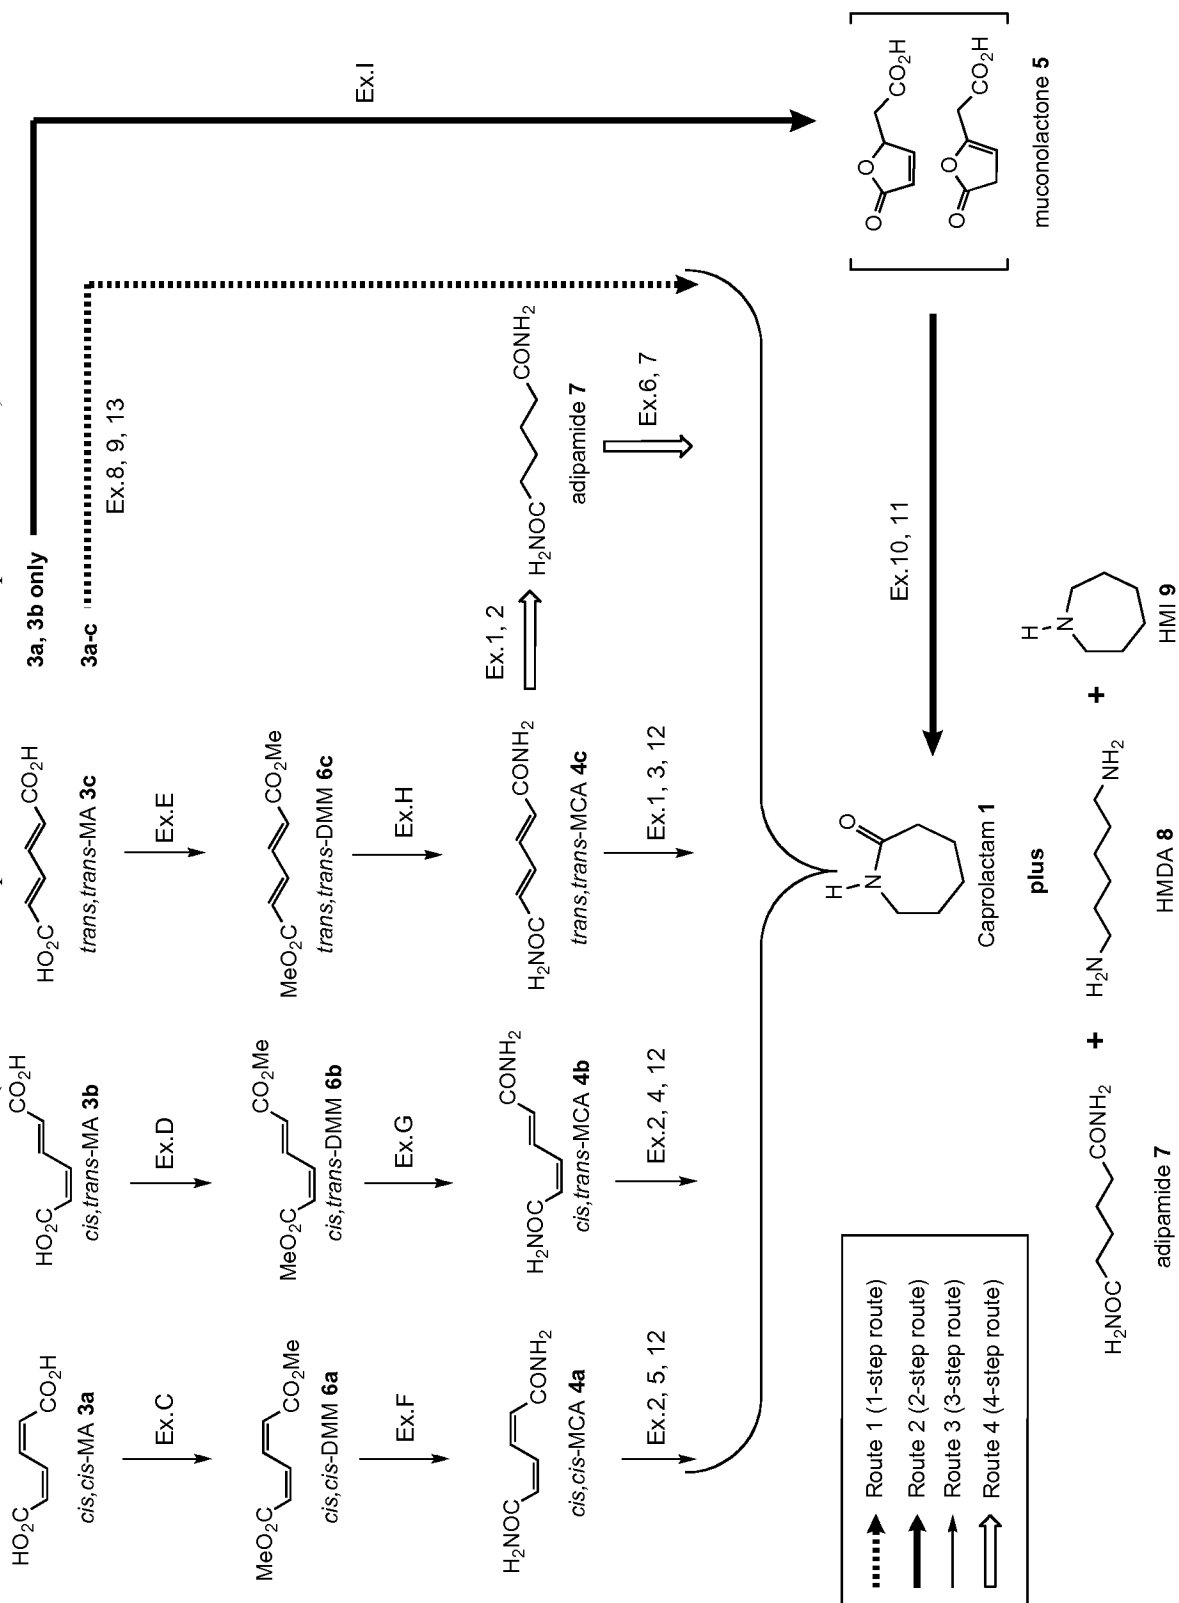 HO₂C
CO₂H
cis,cis-MA 3a
HO₂C
CO₂H
cis,trans-MA 3b
HO₂C
CO₂H
trans,trans-MA 3c
3a, 3b only
3a-c
Ex.I
Ex.8, 9, 13
Ex.C
Ex.D
Ex.E
MeO₂C
CO₂Me
cis,cis-DMM 6a
MeO₂C
CO₂Me
cis,trans-DMM 6b
MeO₂C
CO₂Me
trans,trans-DMM 6c
Ex.F
Ex.G
Ex.H
H₂NOC
CONH₂
cis,cis-MCA 4a
H₂NOC
CONH₂
cis,trans-MCA 4b
H₂NOC
CONH₂
trans,trans-MCA 4c
Ex.1, 2
H₂NOC
CONH₂
adipamide 7
Ex.2, 5, 12
Ex.2, 4, 12
Ex.1, 3, 12
Ex.6, 7
H
N
O
Caprolactam 1
Ex.10, 11
O
O
CO₂H
O
O
CO₂H
muconolactone 5
plus
H₂NOC
CONH₂
adipamide 7
+
H₂N
NH₂
HMDA 8
+
H
N
HMI 9
Route 1 (1-step route)
Route 2 (2-step route)
Route 3 (3-step route)
Route 4 (4-step route)